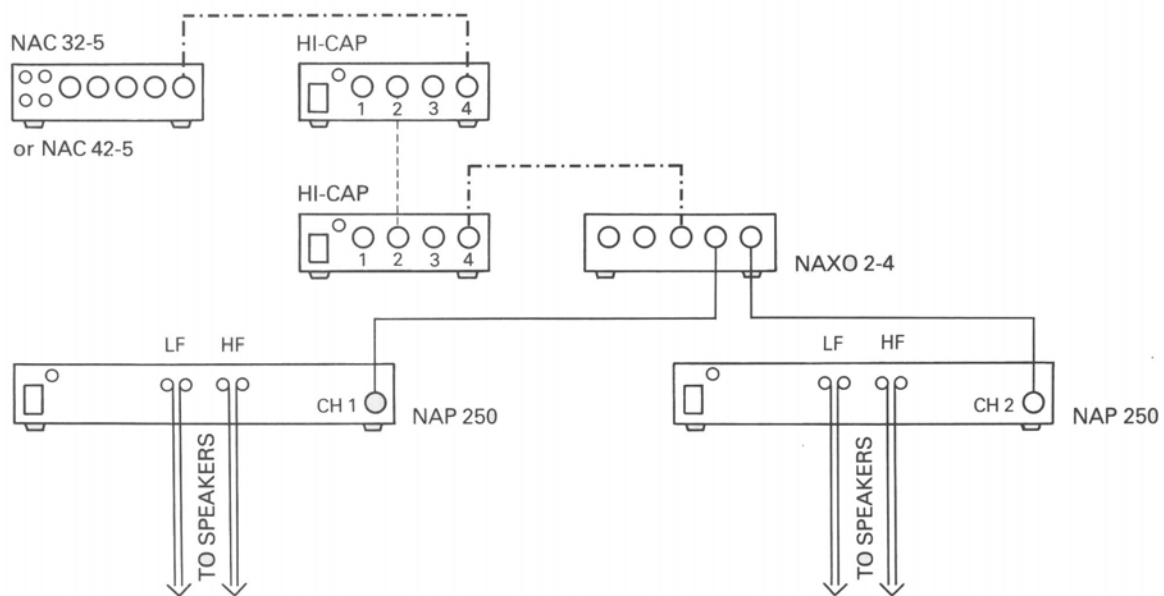 NAC 32-5
or NAC 42-5
HI-CAP
1 2 3 4
HI-CAP
1 2 3 4
NAXO 2-4
LF HF
CH 1
NAP 250
TO SPEAKERS
LF HF
CH 2
NAP 250
TO SPEAKERS